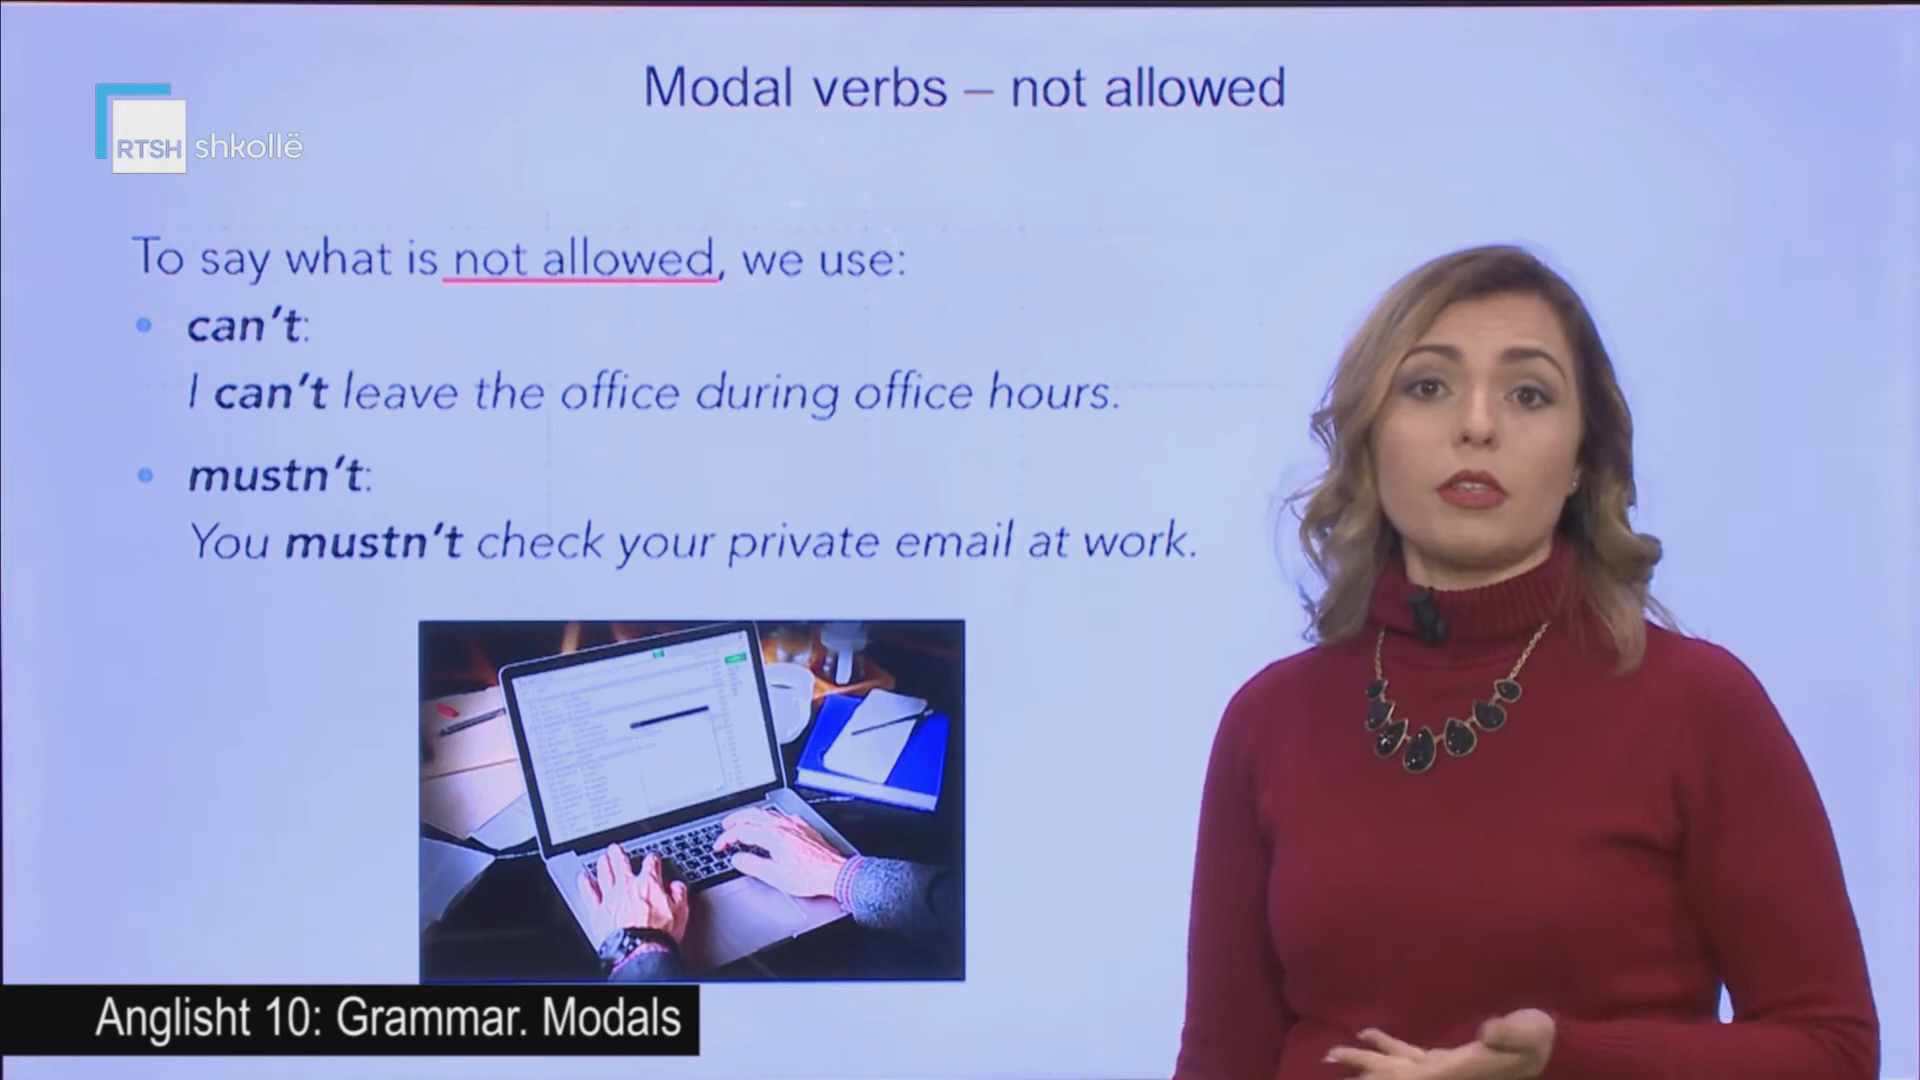 Modal verbs – not allowed
RTSH shkollë
To say what is not allowed, we use:
• can't:
I can't leave the office during office hours.
• mustn't:
You mustn't check your private email at work.
Anglisht 10: Grammar. Modals